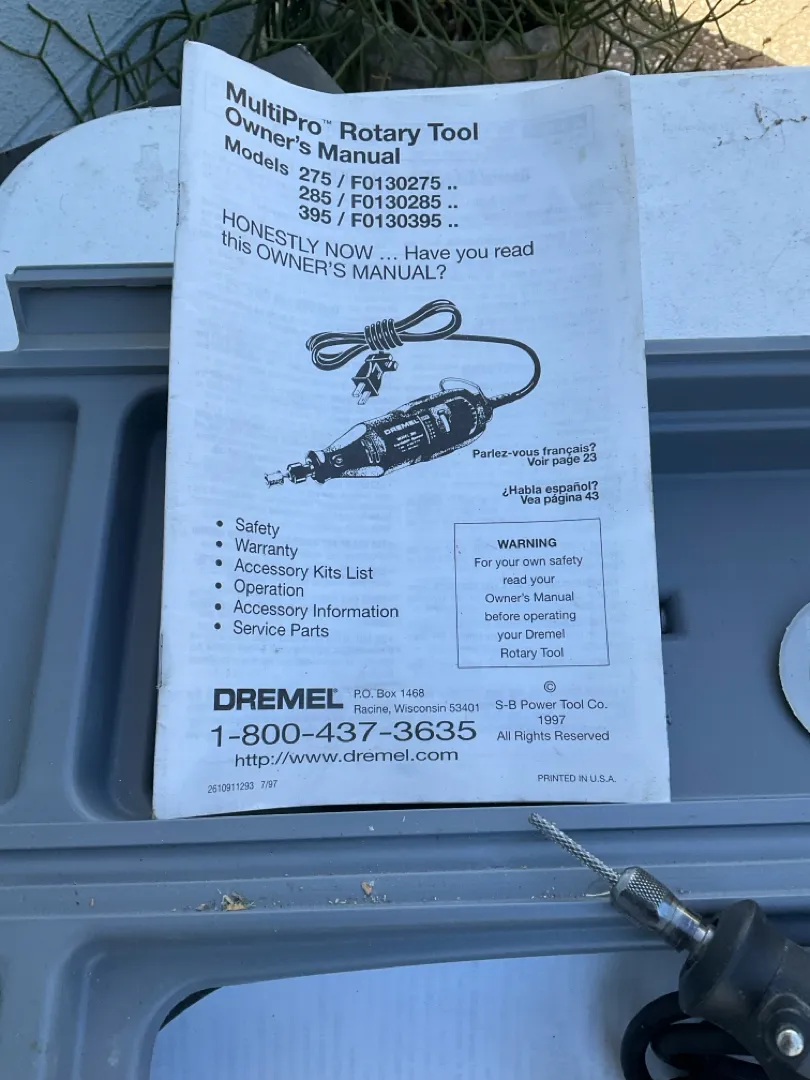 MultiPro™ Rotary Tool
Owner's Manual
Models 275 / F0130275 ..
285 / F0130285 ..
395 / F0130395 ..
HONESTLY NOW ... Have you read
this OWNER'S MANUAL?
DREMEL
Parlez-vous français?
Voir page 23
¿Habla español?
Vea página 43
• Safety
• Warranty
• Accessory Kits List
• Operation
• Accessory Information
• Service Parts
WARNING
For your own safety
read your
Owner's Manual
before operating
your Dremel
Rotary Tool
DREMEL P.O. Box 1468
Racine, Wisconsin 53401
1-800-437-3635
http://www.dremel.com
©
S-B Power Tool Co.
1997
All Rights Reserved
2610911293 7/97
PRINTED IN U.S.A.